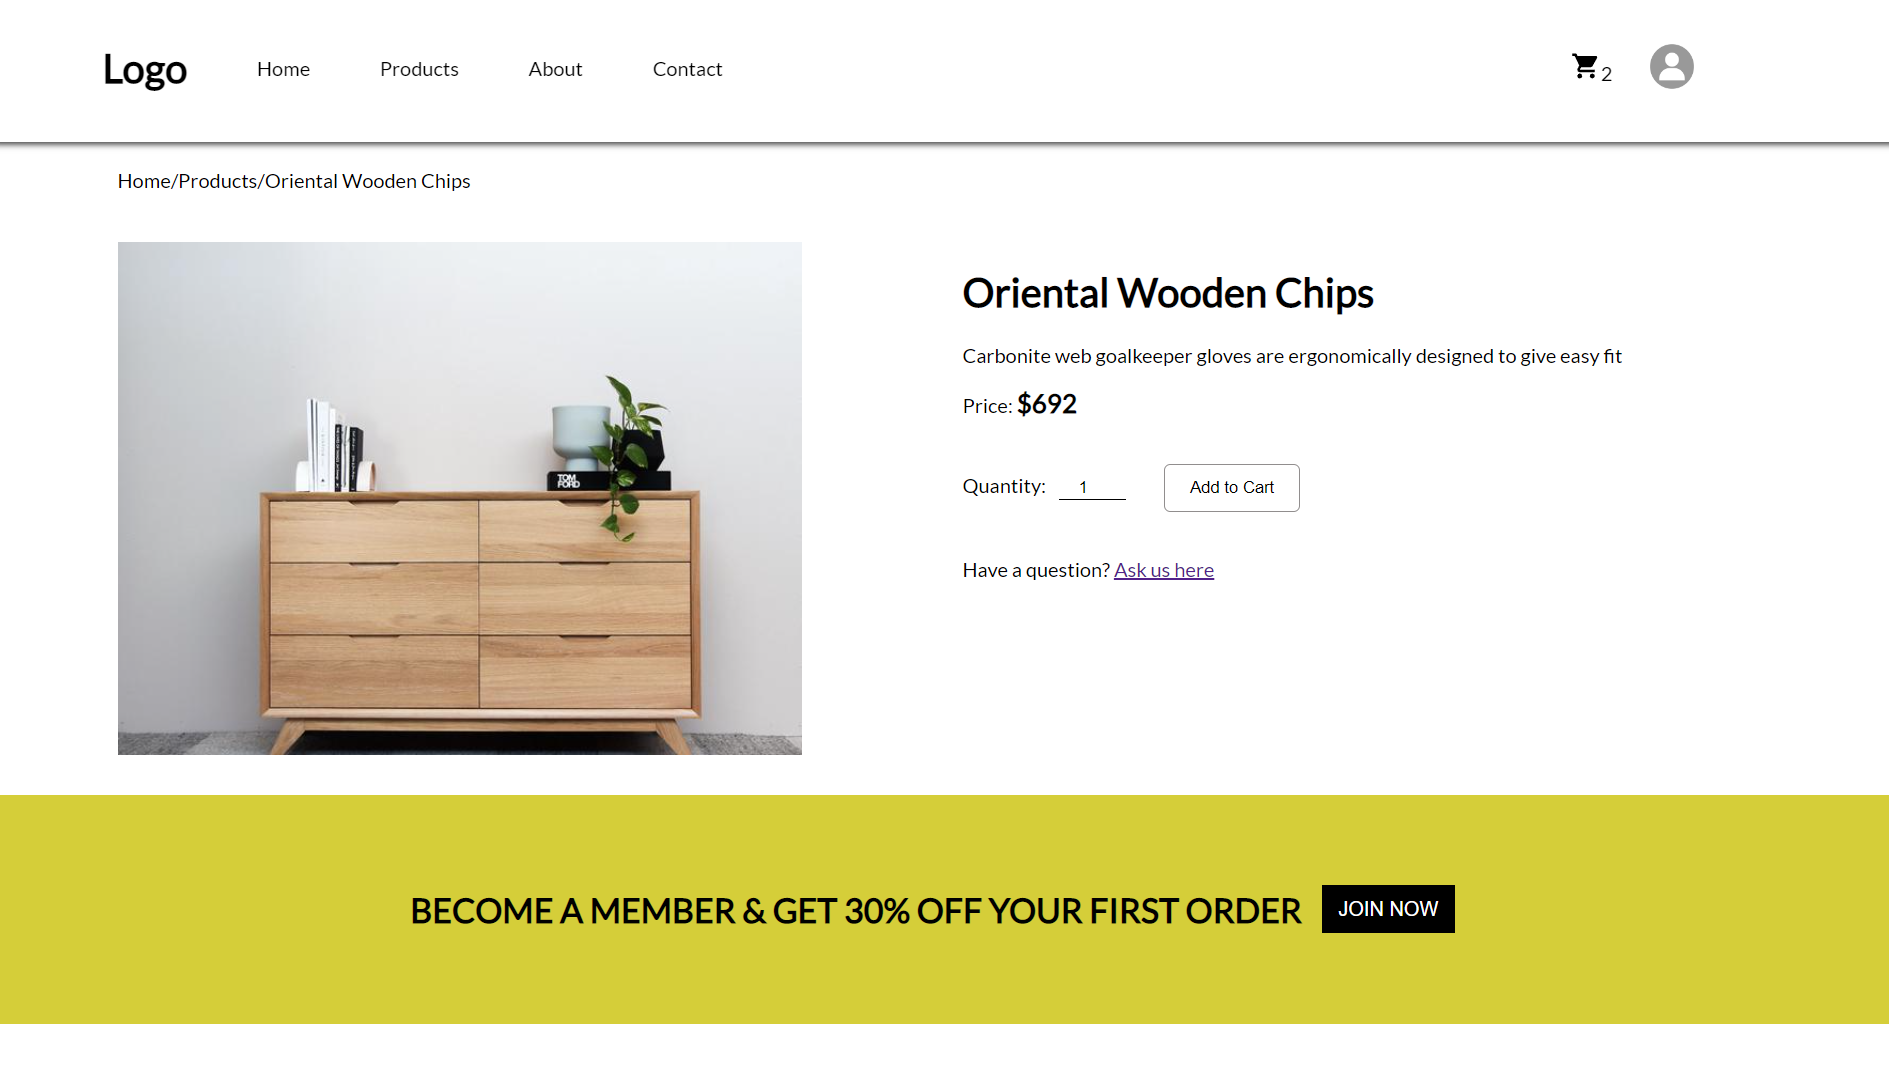 Logo
Home
Products
About
Contact
2
Home/Products/Oriental Wooden Chips
TOM
FORD
Oriental Wooden Chips
Carbonite web goalkeeper gloves are ergonomically designed to give easy fit
Price: $692
Quantity: 1
Add to Cart
Have a question? Ask us here
BECOME A MEMBER & GET 30% OFF YOUR FIRST ORDER
JOIN NOW